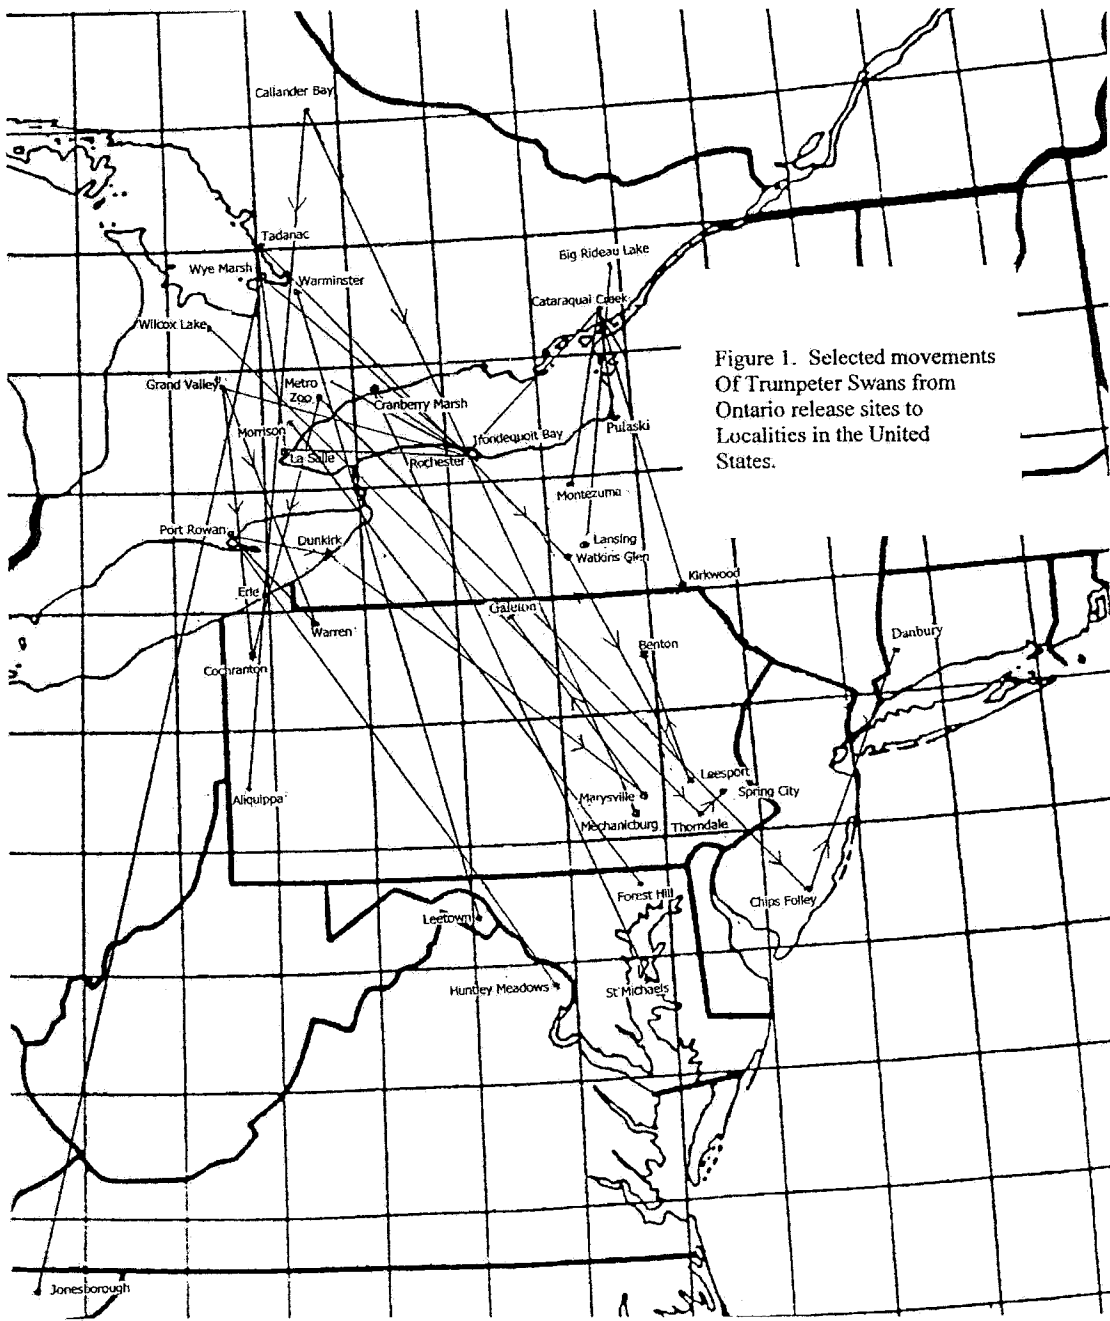 Callander Bay
Tadanac
Big Rideau Lake
Wye Marsh
Warminster
Cataraquai Creek
Wilcox Lake
Figure 1. Selected movements
Of Trumpeter Swans from
Ontario release sites to
Localities in the United
States.
Grand Valley
Metro
Zoo
Cranberry Marsh
Morrison
Irondequoit Bay
Pulaski
La Salle
Rochester
Montezuma
Port Rowan
Dunkirk
Lansing
Watkins Glen
Erie
Kirkwood
Galeton
Warren
Danbury
Benton
Cochranton
Leesport
Aliquippa
Marysville
Spring City
Mechanicburg
Thorndale
Forest Hill
Chips Folley
Leetown
Huntley Meadows
St Michaels
Jonesborough